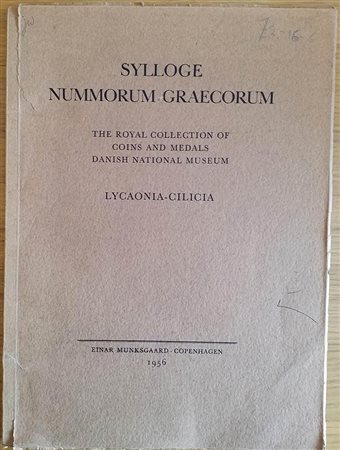 SYLLOGE
NUMMORUM GRAECORUM
THE ROYAL COLLECTION OF
COINS AND MEDALS
DANISH NATIONAL MUSEUM
LYCAONIA-CILICIA
EINAR MUNKSGAARD · COPENHAGEN
1956